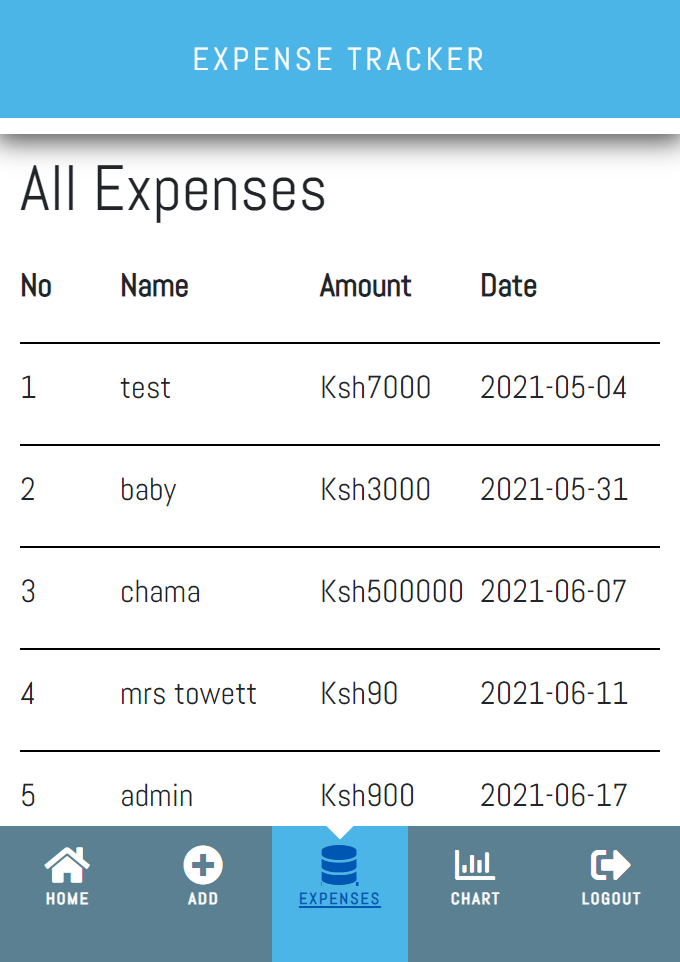 EXPENSE TRACKER
All Expenses
No Name Amount Date
1 test Ksh7000 2021-05-04
2 baby Ksh3000 2021-05-31
3 chama Ksh500000 2021-06-07
4 mrs towett Ksh90 2021-06-11
5 admin Ksh900 2021-06-17
HOME ADD EXPENSES CHART LOGOUT